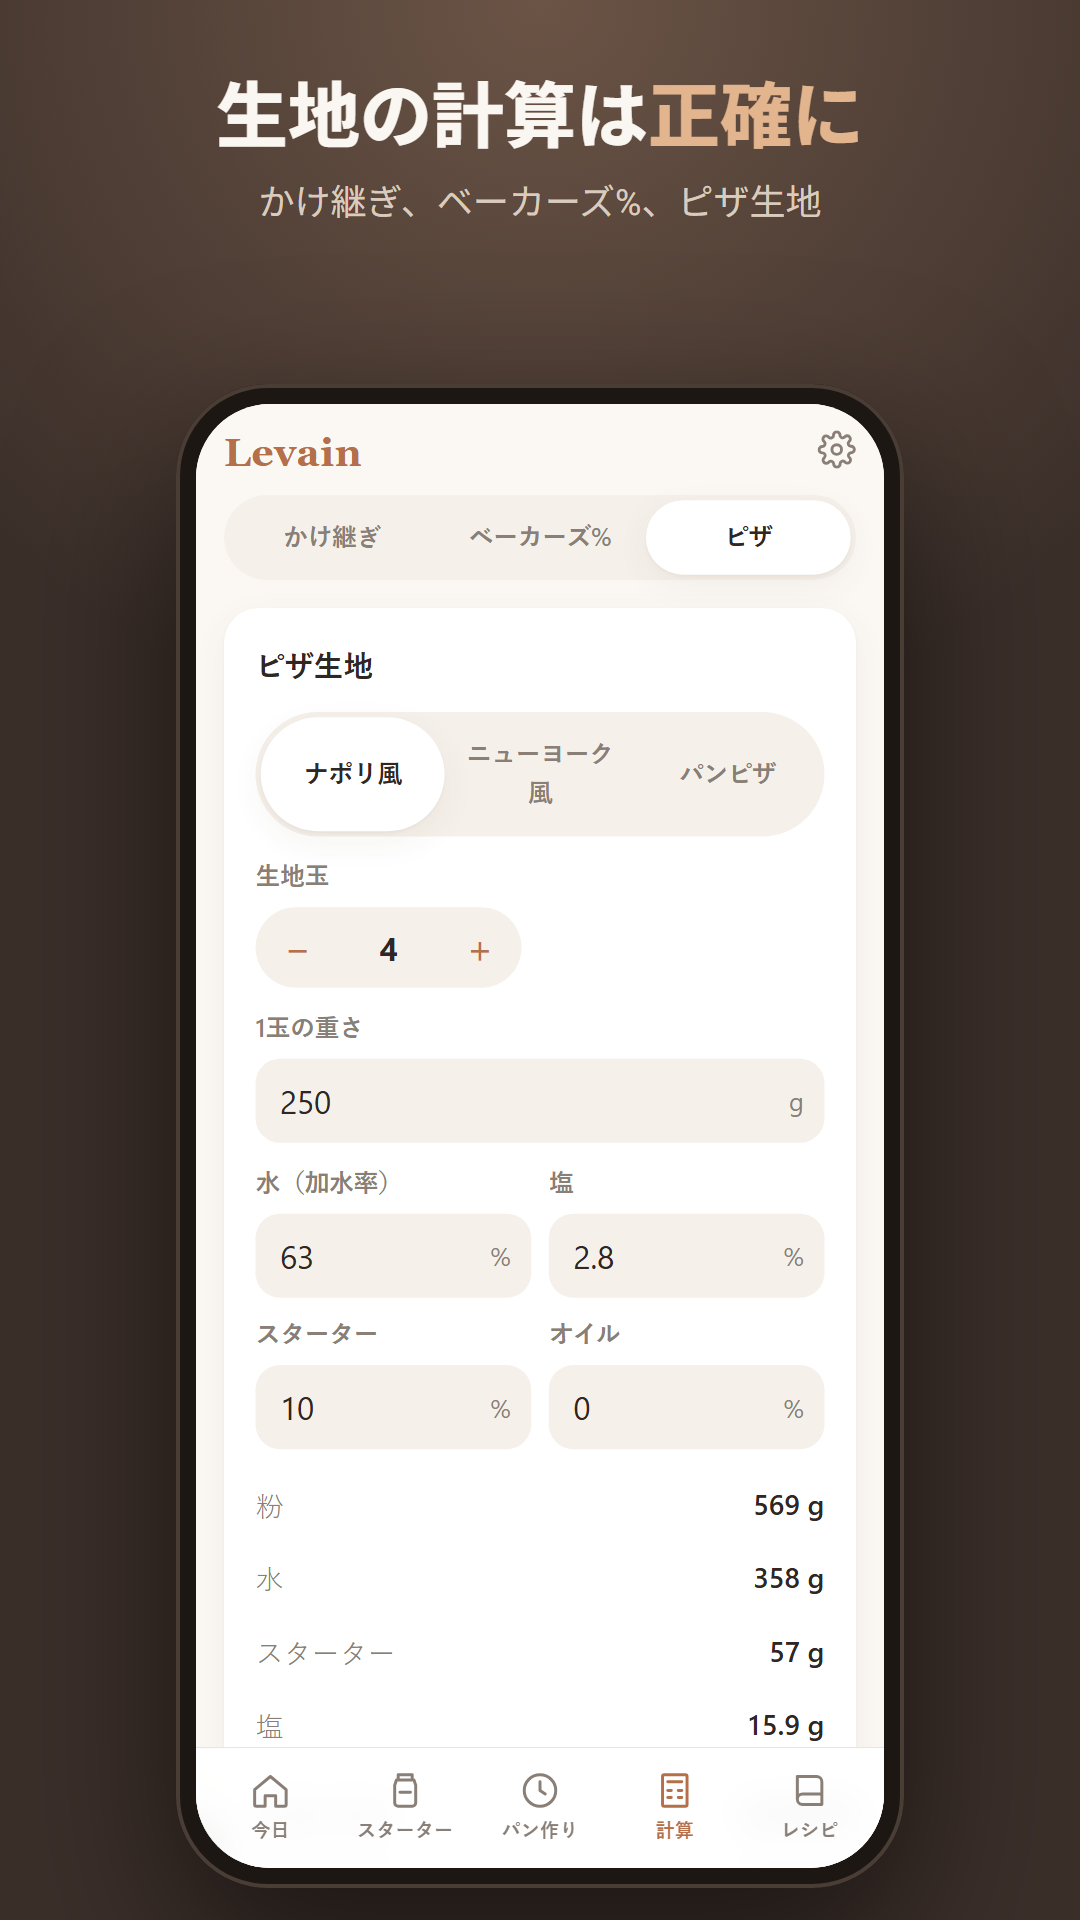 生地の計算は正確に
かけ継ぎ、ベーカーズ%、ピザ生地
Levain
かけ継ぎ
ベーカーズ%
ピザ
ピザ生地
ナポリ風
ニューヨーク
風
パンピザ
生地玉
− 4 +
1玉の重さ
250 g
水（加水率） 塩
63 % 2.8 %
スターター オイル
10 % 0 %
粉 569 g
水 358 g
スターター 57 g
塩 15.9 g
今日 スターター パン作り 計算 レシピ